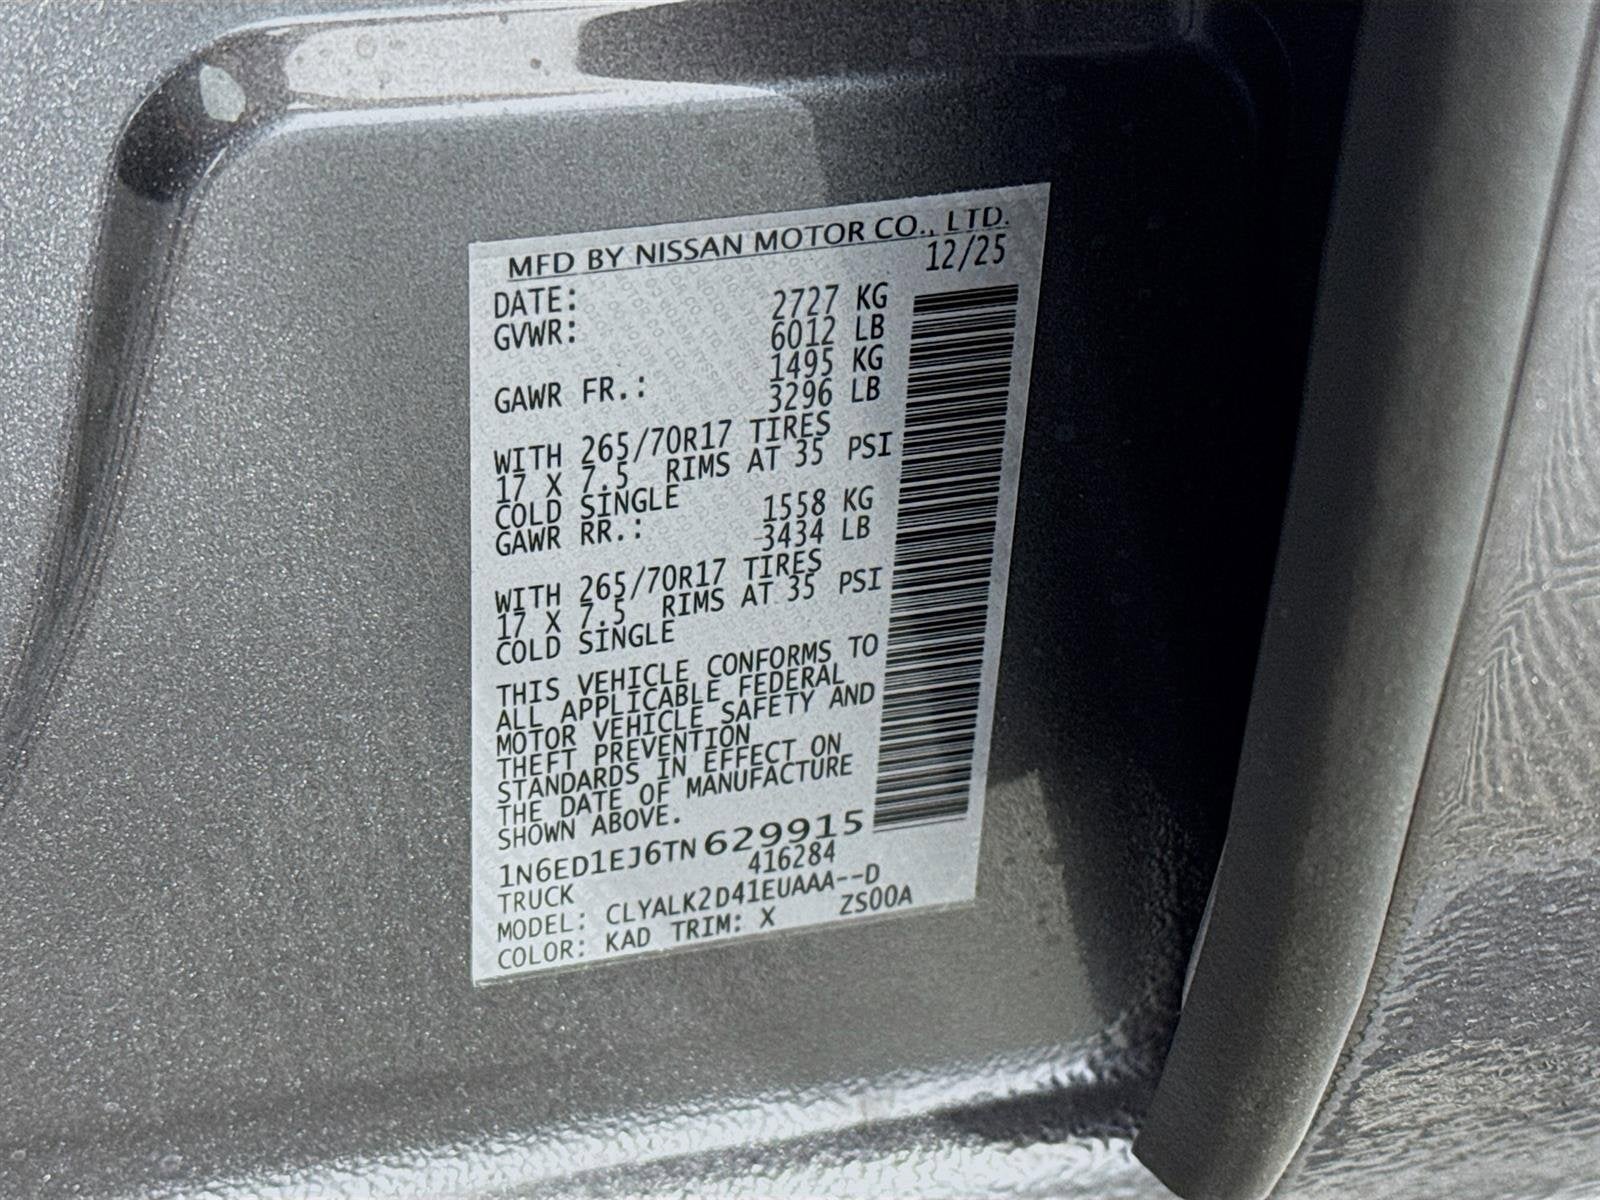 MFD BY NISSAN MOTOR CO., LTD.
DATE: 12/25
GVWR: 2727 KG
6012 LB
1495 KG
GAWR FR.: 3296 LB
WITH 265/70R17 TIRES
17 X 7.5 RIMS AT 35 PSI
COLD SINGLE
GAWR RR.: 1558 KG
3434 LB
WITH 265/70R17 TIRES
17 X 7.5 RIMS AT 35 PSI
COLD SINGLE
THIS VEHICLE CONFORMS TO
ALL APPLICABLE FEDERAL
MOTOR VEHICLE SAFETY AND
THEFT PREVENTION
STANDARDS IN EFFECT ON
THE DATE OF MANUFACTURE
SHOWN ABOVE.
1N6ED1EJ6TN629915
TRUCK 416284
MODEL: CLYALK2D41EUAAA--D
COLOR: KAD TRIM: X ZS00A